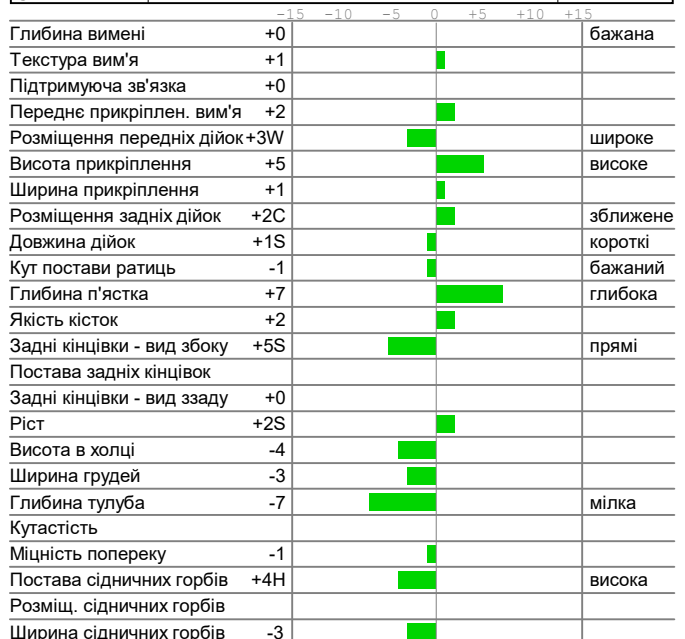 -15 -10 -5 0 +5 +10 +15
Глибина вимені +0 бажана
Текстура вим'я +1
Підтримуюча зв'язка +0
Переднє прикріплен. вим'я +2
Розміщення передніх дійок +3W широке
Висота прикріплення +5 високе
Ширина прикріплення +1
Розміщення задніх дійок +2C зближене
Довжина дійок +1S короткі
Кут постави ратиць -1 бажаний
Глибина п'ястка +7 глибока
Якість кісток +2
Задні кінцівки - вид збоку +5S прямі
Постава задніх кінцівок
Задні кінцівки - вид ззаду +0
Ріст +2S
Висота в холці -4
Ширина грудей -3
Глибина тулуба -7 мілка
Кутастість
Міцність попереку -1
Постава сідничних горбів +4H висока
Розміщ. сідничних горбів
Ширина сідничних горбів -3